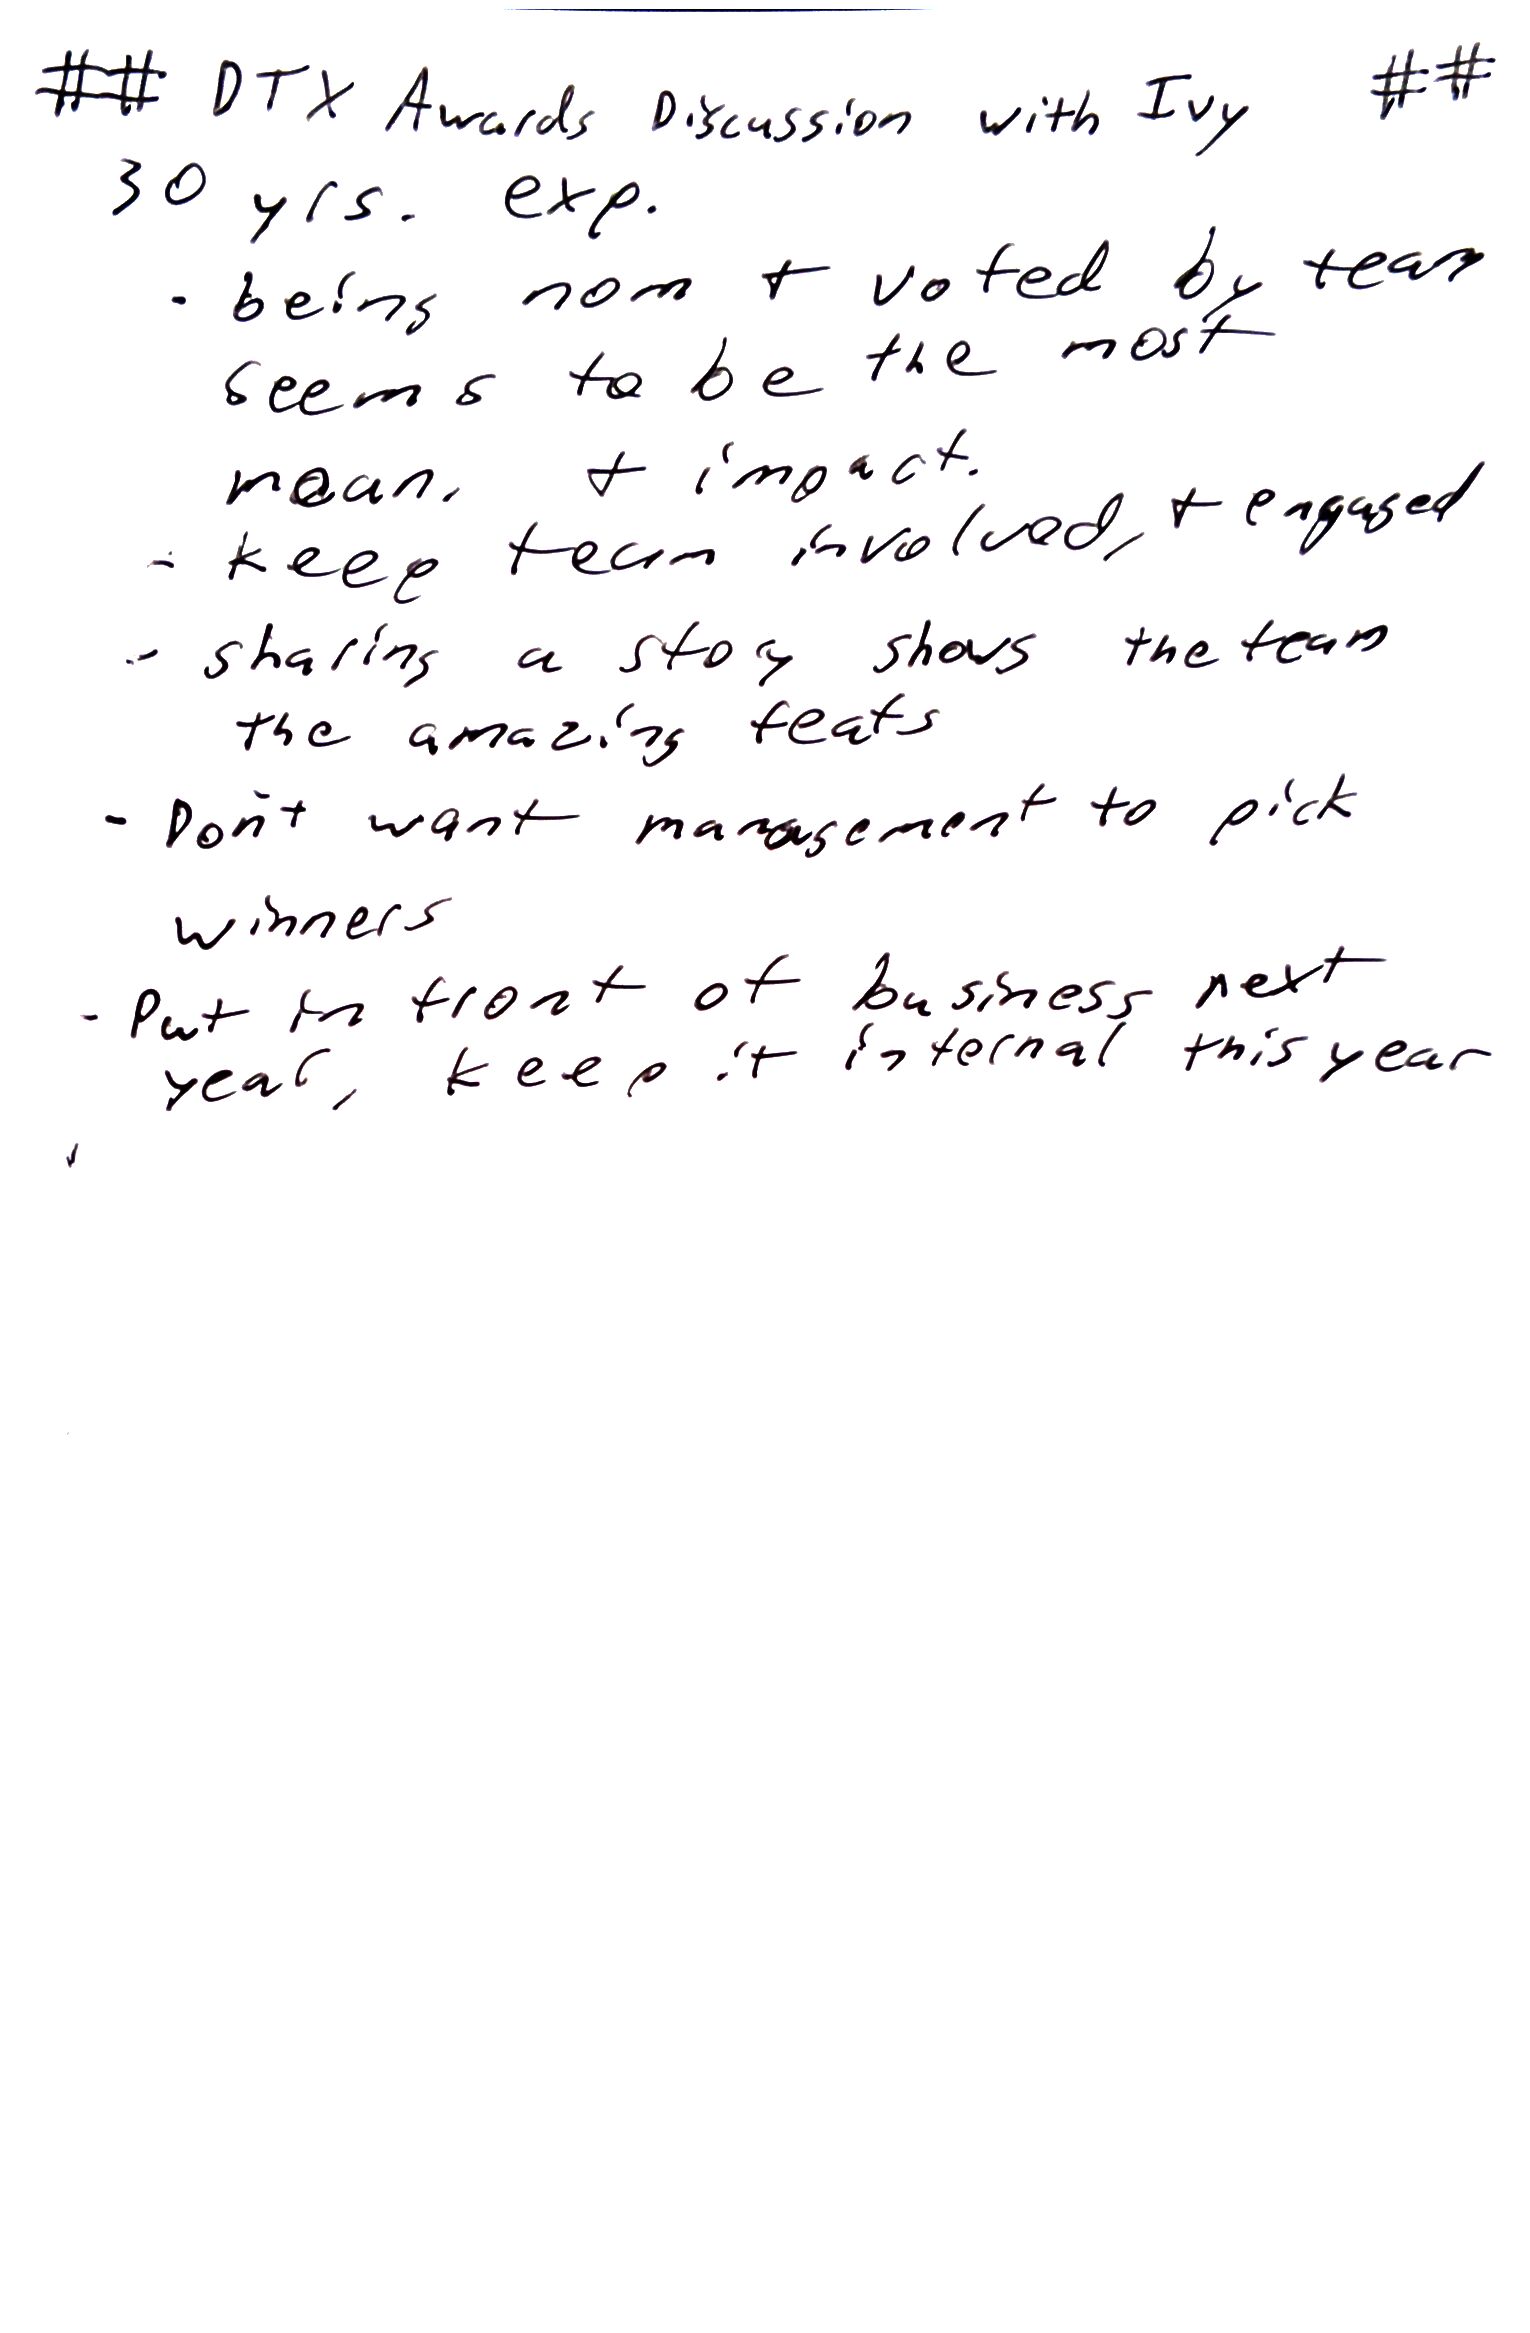 ## DTX Awards Discussion with Ivy ##
30 yrs. exp.
- being nom + voted by team
seems to be the most
mean. + impact.
- keep team involved, + engaged
- sharing a stoy shows the team
the amazing feats
- Don't want management to pick
winners
- Put in front of business next
year, keep it internal this year